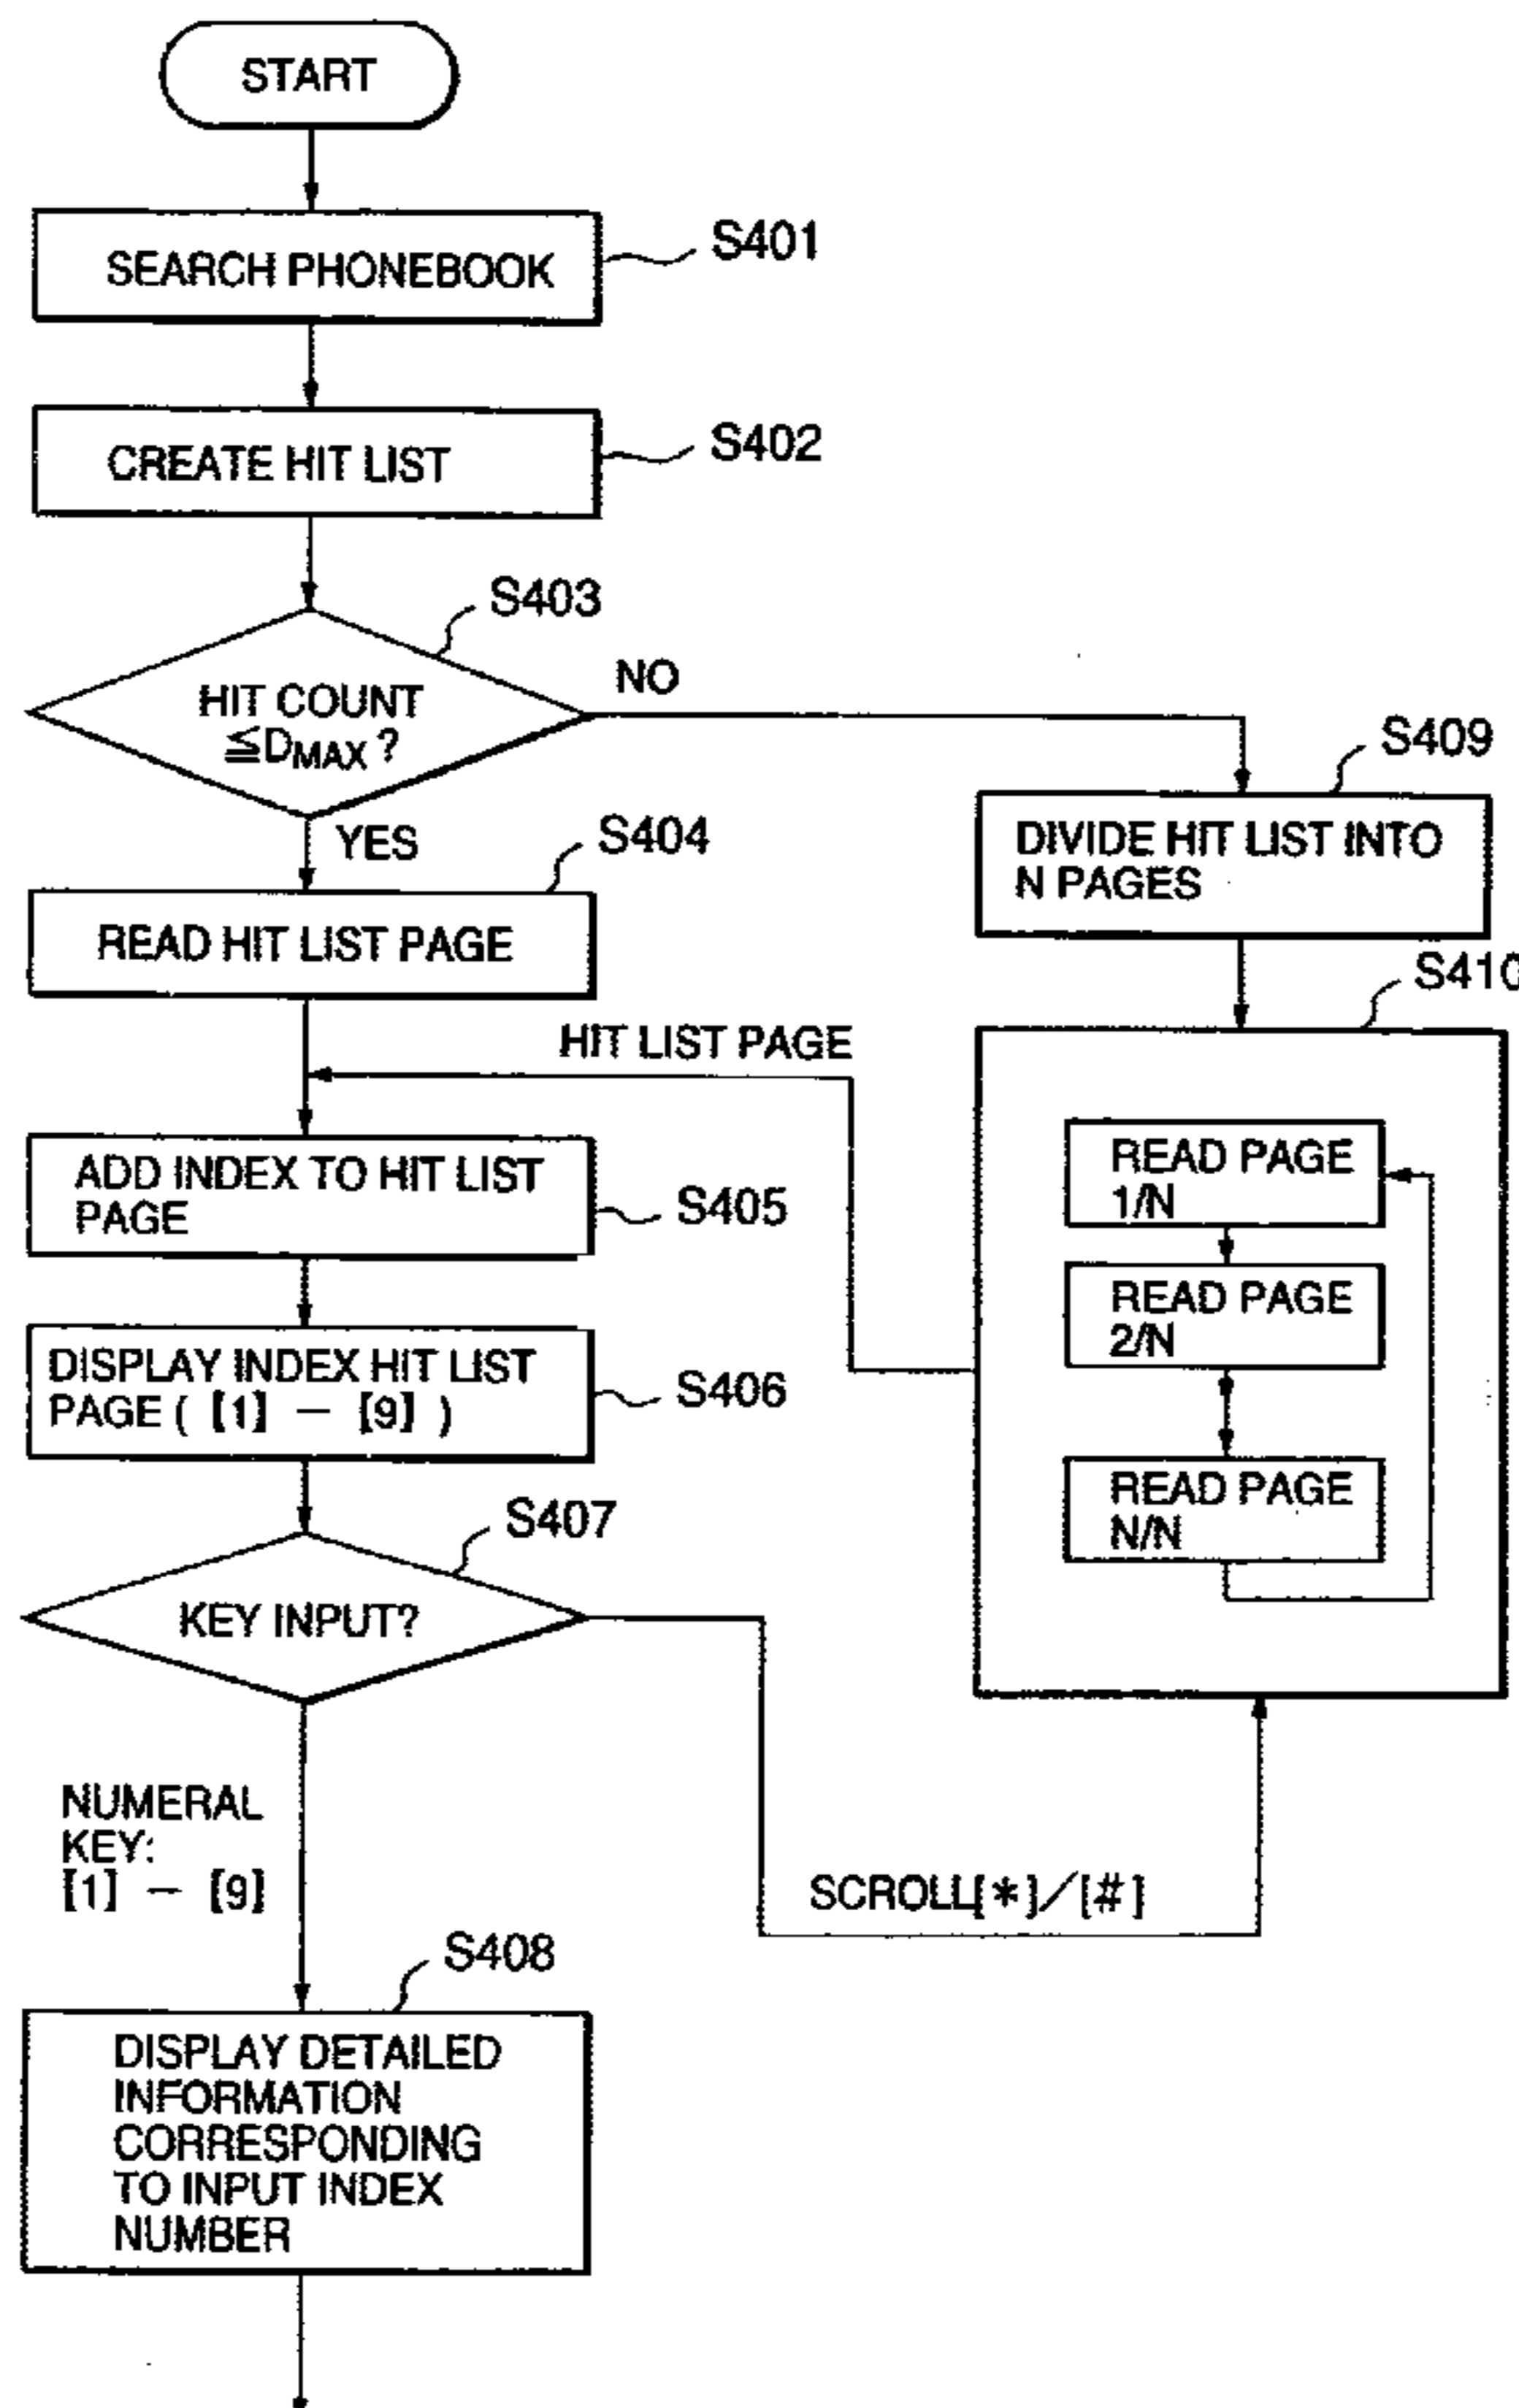 START
SEARCH PHONEBOOK
S401
CREATE HIT LIST
S402
S403
HIT COUNT
≦DMAX ?
NO
YES
S404
READ HIT LIST PAGE
S409
DIVIDE HIT LIST INTO
N PAGES
S410
HIT LIST PAGE
ADD INDEX TO HIT LIST
PAGE
S405
DISPLAY INDEX HIT LIST
PAGE ( [1] — [9] )
S406
READ PAGE
1/N
READ PAGE
2/N
READ PAGE
N/N
S407
KEY INPUT?
NUMERAL
KEY:
[1] — [9]
SCROLL[*]/[#]
S408
DISPLAY DETAILED
INFORMATION
CORRESPONDING
TO INPUT INDEX
NUMBER